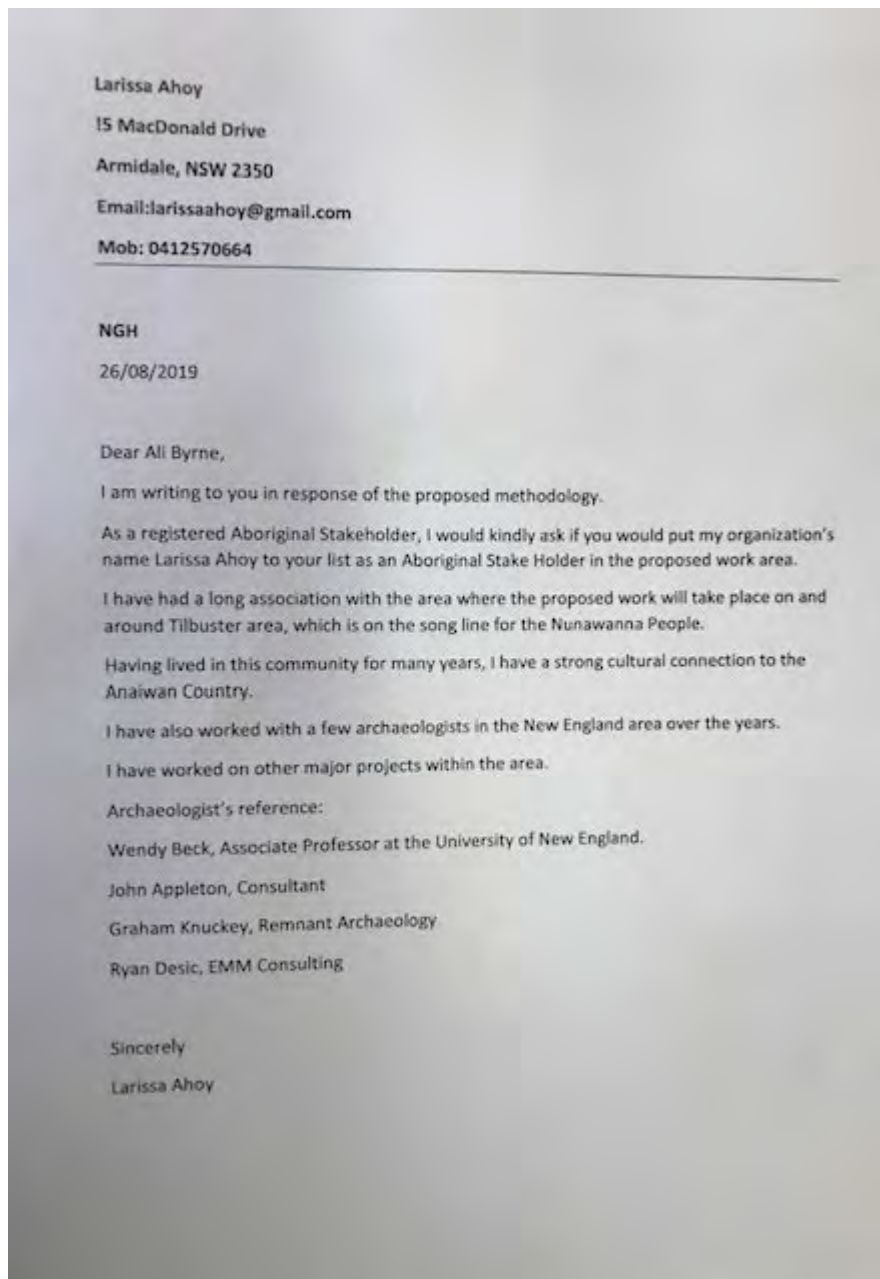 Larissa Ahoy
!5 MacDonald Drive
Armidale, NSW 2350
Email:larissaahoy@gmail.com
Mob: 0412570664
NGH
26/08/2019
Dear Ali Byrne,
I am writing to you in response of the proposed methodology.
As a registered Aboriginal Stakeholder, I would kindly ask if you would put my organization's
name Larissa Ahoy to your list as an Aboriginal Stake Holder in the proposed work area.
I have had a long association with the area where the proposed work will take place on and
around Tilbuster area, which is on the song line for the Nunawanna People.
Having lived in this community for many years, I have a strong cultural connection to the
Anaiwan Country.
I have also worked with a few archaeologists in the New England area over the years.
I have worked on other major projects within the area.
Archaeologist's reference:
Wendy Beck, Associate Professor at the University of New England.
John Appleton, Consultant
Graham Knuckey, Remnant Archaeology
Ryan Desic, EMM Consulting
Sincerely
Larissa Ahoy